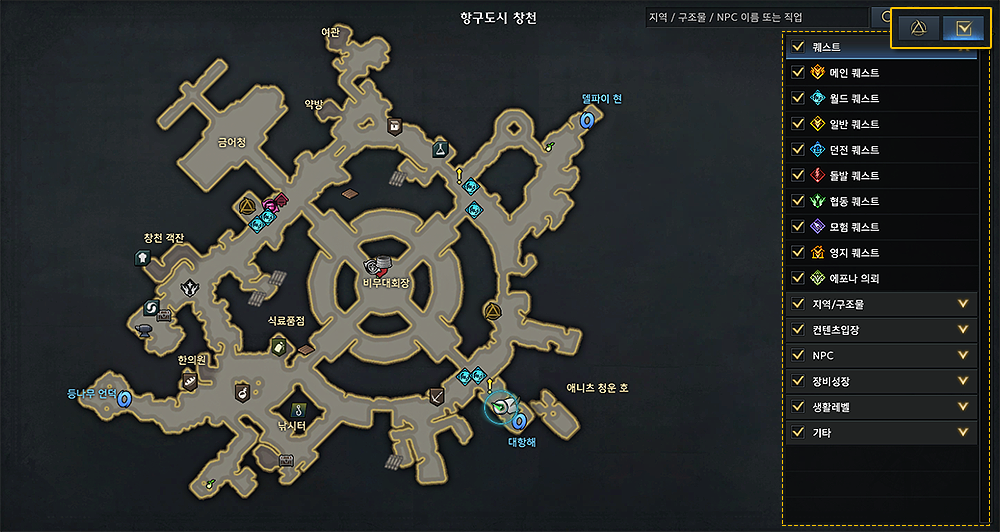 항구도시 창천
지역 / 구조물 / NPC 이름 또는 직업
여관
약방
금어청
델파이 현
창천 객잔
비무대회장
식료품점
한의원
등나무 언덕
낚시터
애니츠 청운 호
대항해
퀘스트
메인 퀘스트
월드 퀘스트
일반 퀘스트
던전 퀘스트
돌발 퀘스트
협동 퀘스트
모험 퀘스트
영지 퀘스트
에포나 의뢰
지역/구조물
컨텐츠입장
NPC
장비성장
생활레벨
기타